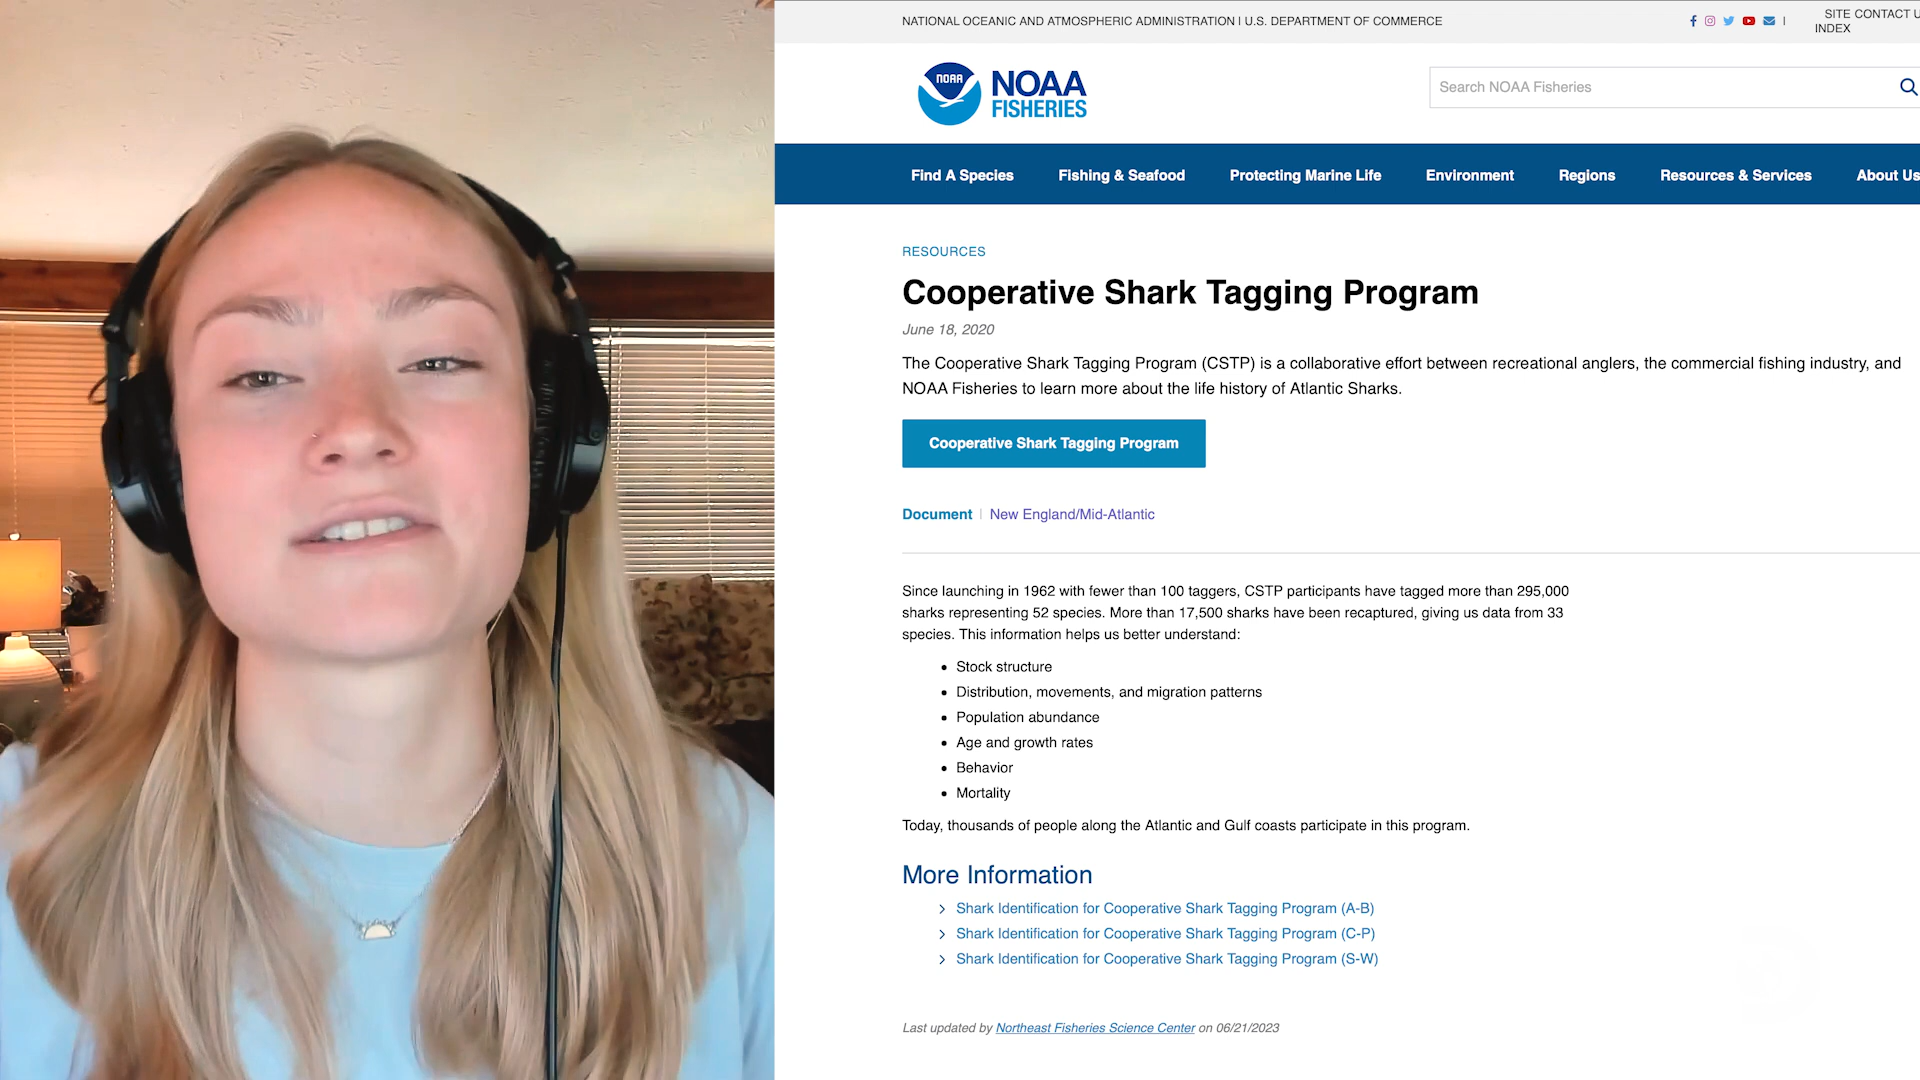 NATIONAL OCEANIC AND ATMOSPHERIC ADMINISTRATION | U.S. DEPARTMENT OF COMMERCE
SITE CONTACT U
INDEX
NOAA
NOAA
FISHERIES
Search NOAA Fisheries
Find A Species Fishing & Seafood Protecting Marine Life Environment Regions Resources & Services About Us
RESOURCES
Cooperative Shark Tagging Program
June 18, 2020
The Cooperative Shark Tagging Program (CSTP) is a collaborative effort between recreational anglers, the commercial fishing industry, and
NOAA Fisheries to learn more about the life history of Atlantic Sharks.
Cooperative Shark Tagging Program
Document | New England/Mid-Atlantic
Since launching in 1962 with fewer than 100 taggers, CSTP participants have tagged more than 295,000
sharks representing 52 species. More than 17,500 sharks have been recaptured, giving us data from 33
species. This information helps us better understand:
• Stock structure
• Distribution, movements, and migration patterns
• Population abundance
• Age and growth rates
• Behavior
• Mortality
Today, thousands of people along the Atlantic and Gulf coasts participate in this program.
More Information
> Shark Identification for Cooperative Shark Tagging Program (A-B)
> Shark Identification for Cooperative Shark Tagging Program (C-P)
> Shark Identification for Cooperative Shark Tagging Program (S-W)
Last updated by Northeast Fisheries Science Center on 06/21/2023